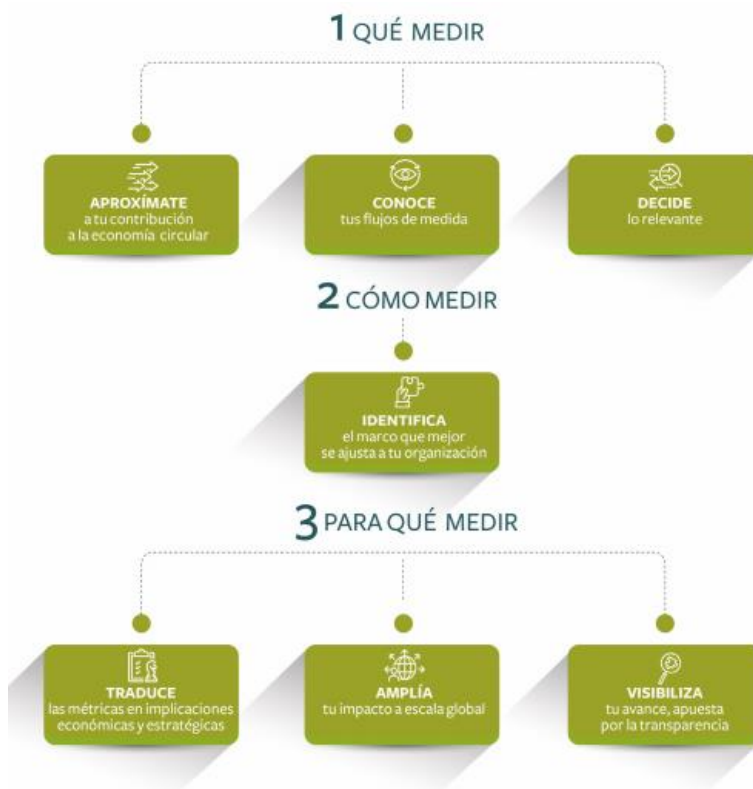 1 QUÉ MEDIR
APROXÍMATE
a tu contribución
a la economía circular
CONOCE
tus flujos de medida
DECIDE
lo relevante
2 CÓMO MEDIR
IDENTIFICA
el marco que mejor
se ajusta a tu organización
3 PARA QUÉ MEDIR
TRADUCE
las métricas en implicaciones
económicas y estratégicas
AMPLÍA
tu impacto a escala global
VISIBILIZA
tu avance, apuesta
por la transparencia